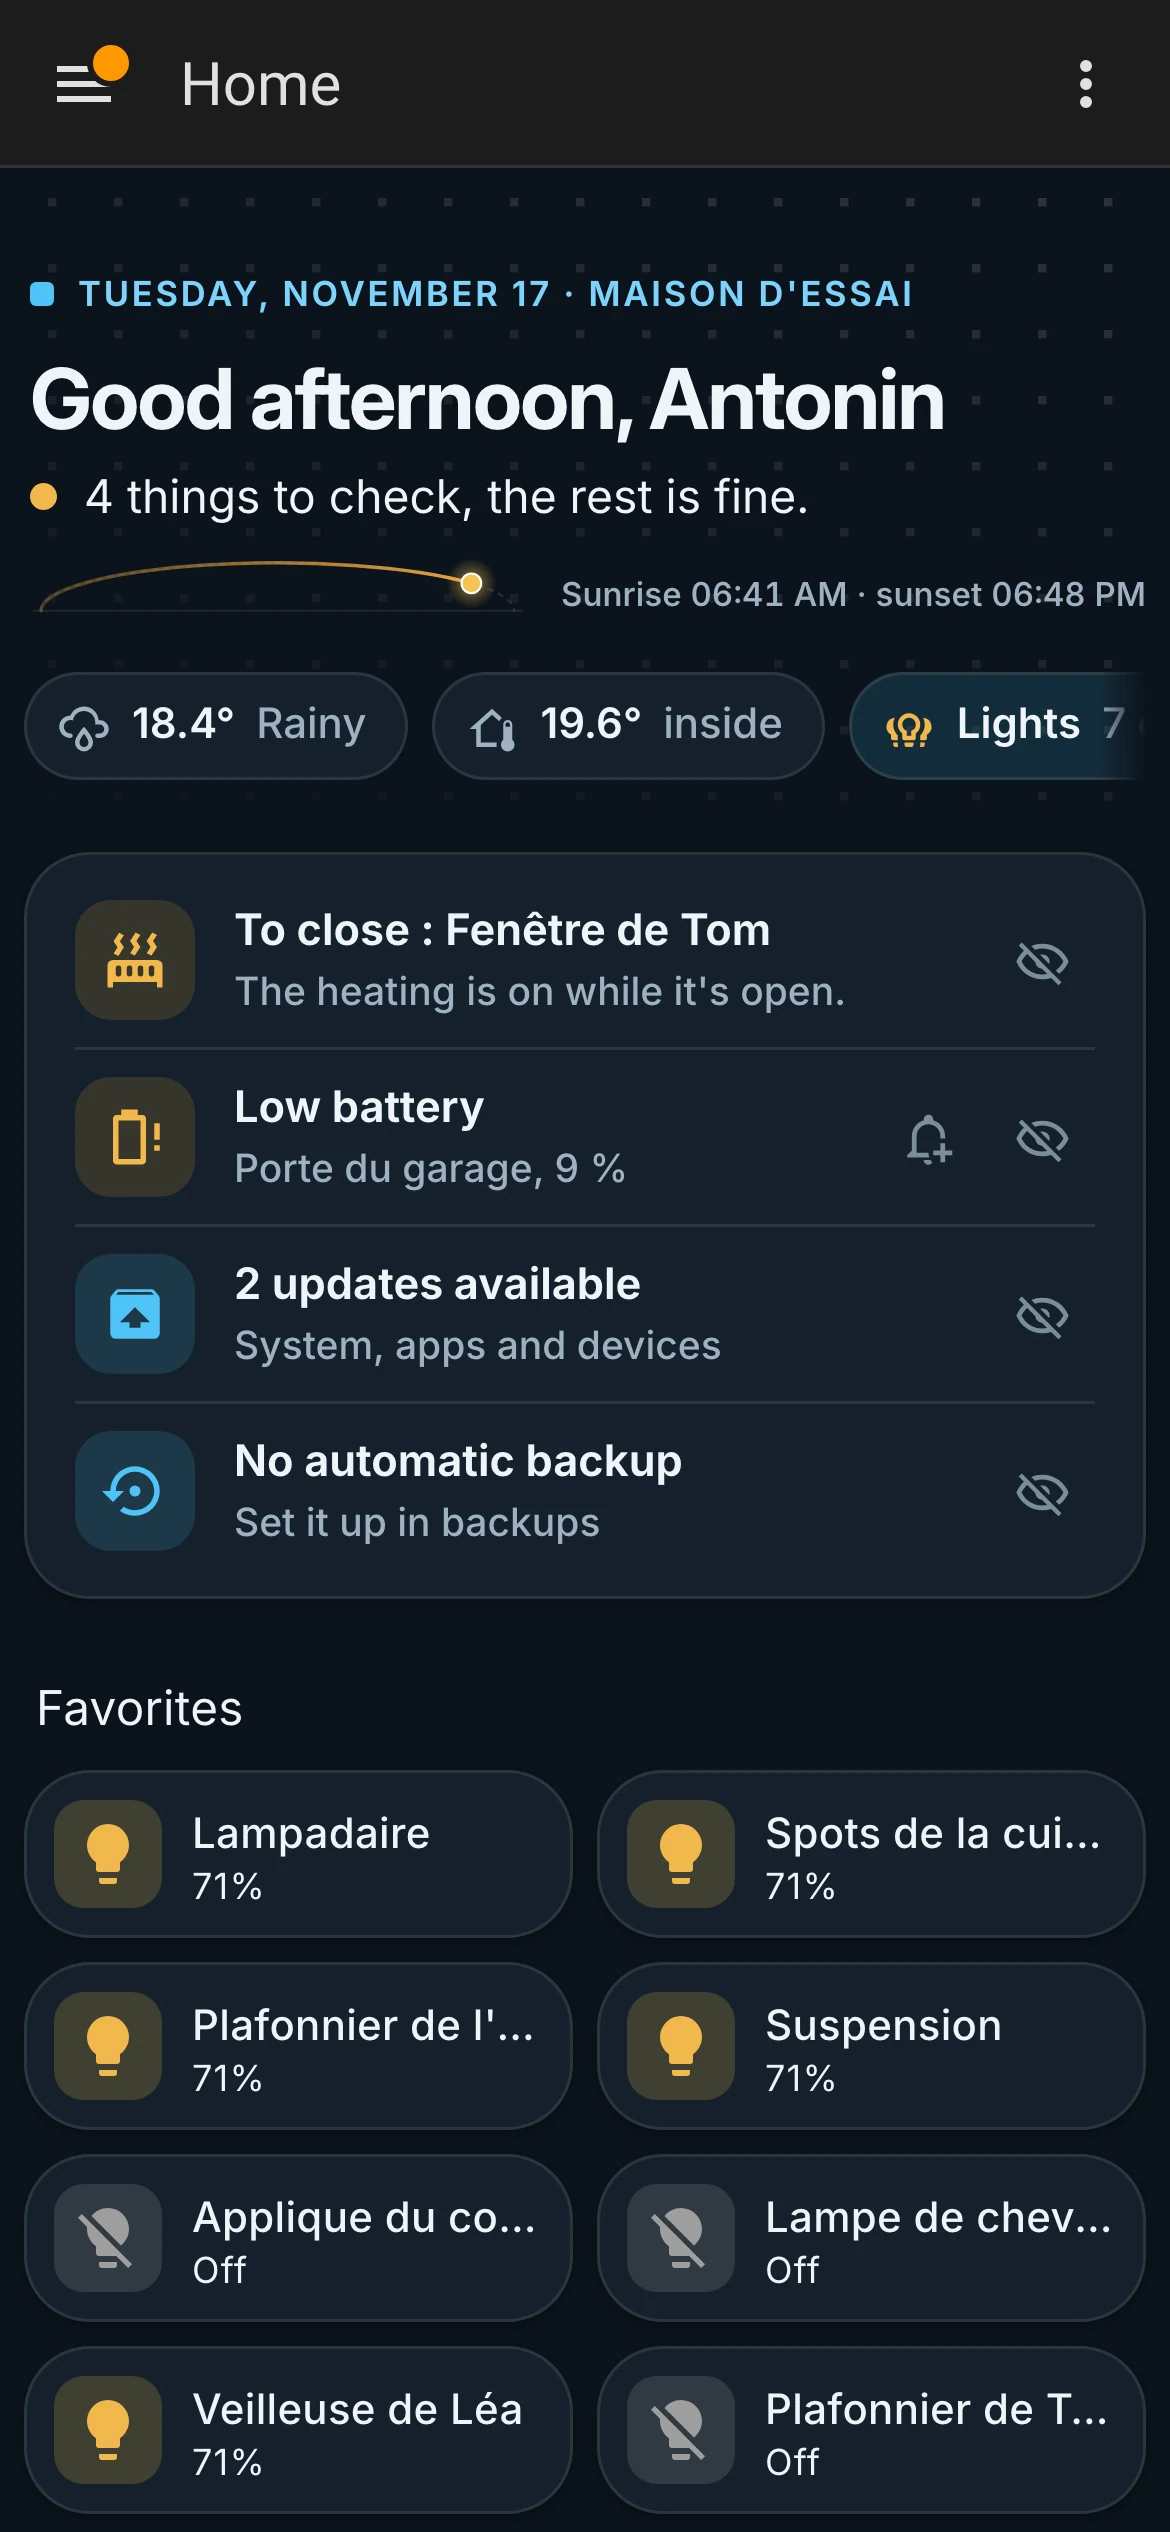 Home
TUESDAY, NOVEMBER 17 · MAISON D'ESSAI
Good afternoon, Antonin
4 things to check, the rest is fine.
Sunrise 06:41 AM · sunset 06:48 PM
18.4° Rainy
19.6° inside
Lights 7
To close : Fenêtre de Tom
The heating is on while it's open.
Low battery
Porte du garage, 9 %
2 updates available
System, apps and devices
No automatic backup
Set it up in backups
Favorites
Lampadaire
71%
Spots de la cui...
71%
Plafonnier de l'...
71%
Suspension
71%
Applique du co...
Off
Lampe de chev...
Off
Veilleuse de Léa
71%
Plafonnier de T...
Off